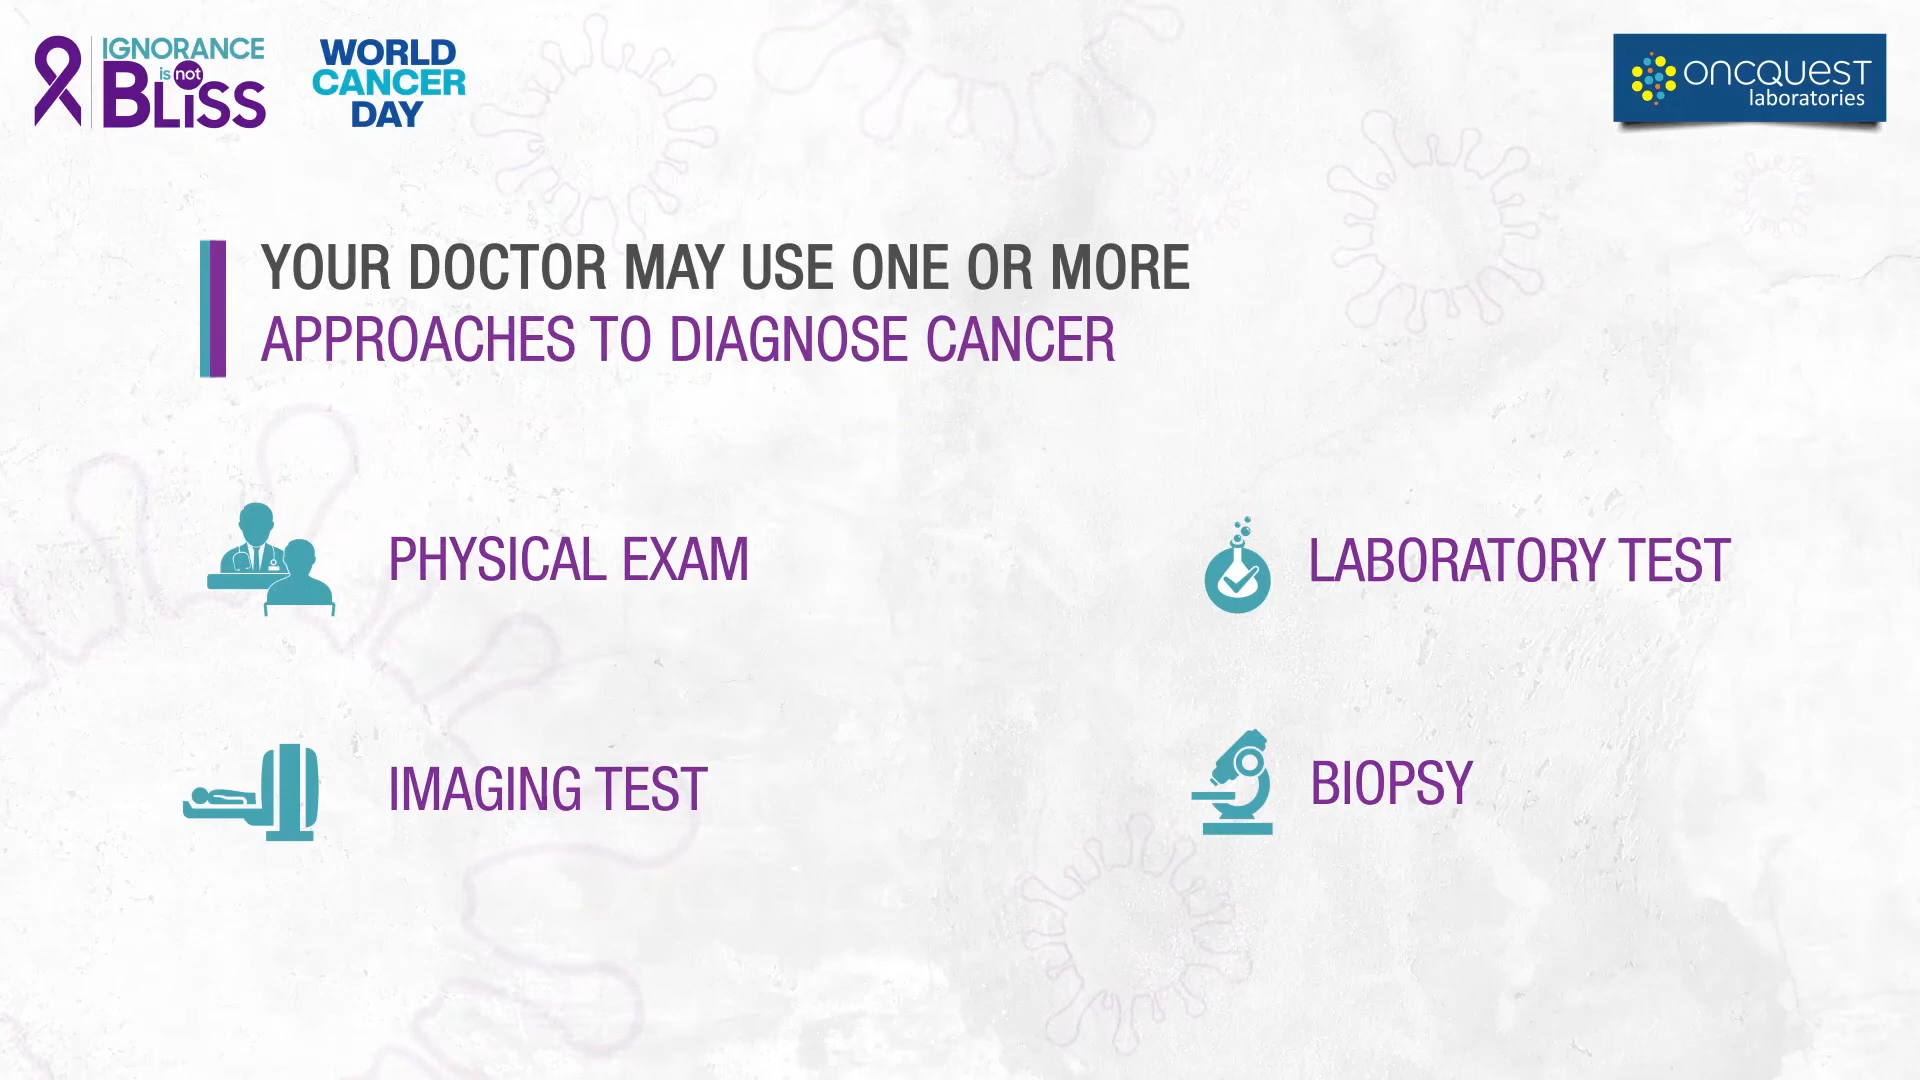 IGNORANCE
is not
BLiSS
WORLD
CANCER
DAY
oncquest
laboratories
YOUR DOCTOR MAY USE ONE OR MORE
APPROACHES TO DIAGNOSE CANCER
PHYSICAL EXAM
LABORATORY TEST
IMAGING TEST
BIOPSY